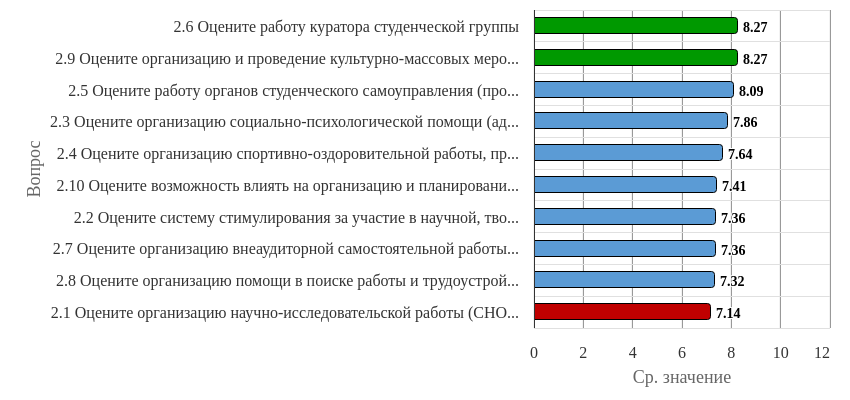 2.6 Оцените работу куратора студенческой группы
8.27
2.9 Оцените организацию и проведение культурно-массовых меро...
8.27
2.5 Оцените работу органов студенческого самоуправления (про...
8.09
2.3 Оцените организацию социально-психологической помощи (ад...
7.86
2.4 Оцените организацию спортивно-оздоровительной работы, пр...
7.64
2.10 Оцените возможность влиять на организацию и планировани...
7.41
2.2 Оцените систему стимулирования за участие в научной, тво...
7.36
2.7 Оцените организацию внеаудиторной самостоятельной работы...
7.36
2.8 Оцените организацию помощи в поиске работы и трудоустрой...
7.32
2.1 Оцените организацию научно-исследовательской работы (СНО...
7.14
Вопрос
0 2 4 6 8 10 12
Ср. значение